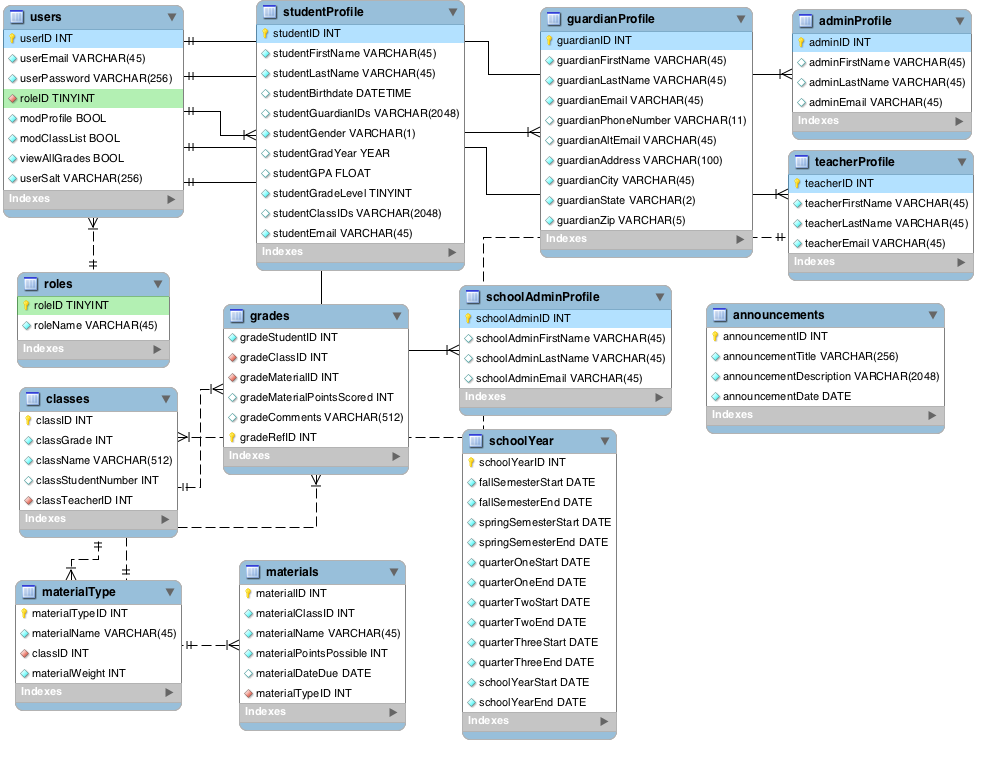 users
userID INT
userEmail VARCHAR(45)
userPassword VARCHAR(256)
roleID TINYINT
modProfile BOOL
modClassList BOOL
viewAllGrades BOOL
userSalt VARCHAR(256)
Indexes
studentProfile
studentID INT
studentFirstName VARCHAR(45)
studentLastName VARCHAR(45)
studentBirthdate DATETIME
studentGuardianIDs VARCHAR(2048)
studentGender VARCHAR(1)
studentGradYear YEAR
studentGPA FLOAT
studentGradeLevel TINYINT
studentClassIDs VARCHAR(2048)
studentEmail VARCHAR(45)
Indexes
guardianProfile
guardianID INT
guardianFirstName VARCHAR(45)
guardianLastName VARCHAR(45)
guardianEmail VARCHAR(45)
guardianPhoneNumber VARCHAR(11)
guardianAltEmail VARCHAR(45)
guardianAddress VARCHAR(100)
guardianCity VARCHAR(45)
guardianState VARCHAR(2)
guardianZip VARCHAR(5)
Indexes
adminProfile
adminID INT
adminFirstName VARCHAR(45)
adminLastName VARCHAR(45)
adminEmail VARCHAR(45)
Indexes
teacherProfile
teacherID INT
teacherFirstName VARCHAR(45)
teacherLastName VARCHAR(45)
teacherEmail VARCHAR(45)
Indexes
roles
roleID TINYINT
roleName VARCHAR(45)
Indexes
grades
gradeStudentID INT
gradeClassID INT
gradeMaterialID INT
gradeMaterialPointsScored INT
gradeComments VARCHAR(512)
gradeRefID INT
Indexes
schoolAdminProfile
schoolAdminID INT
schoolAdminFirstName VARCHAR(45)
schoolAdminLastName VARCHAR(45)
schoolAdminEmail VARCHAR(45)
Indexes
announcements
announcementID INT
announcementTitle VARCHAR(256)
announcementDescription VARCHAR(2048)
announcementDate DATE
Indexes
classes
classID INT
classGrade INT
className VARCHAR(512)
classStudentNumber INT
classTeacherID INT
Indexes
schoolYear
schoolYearID INT
fallSemesterStart DATE
fallSemesterEnd DATE
springSemesterStart DATE
springSemesterEnd DATE
quarterOneStart DATE
quarterOneEnd DATE
quarterTwoStart DATE
quarterTwoEnd DATE
quarterThreeStart DATE
quarterThreeEnd DATE
schoolYearStart DATE
schoolYearEnd DATE
Indexes
materialType
materialTypeID INT
materialName VARCHAR(45)
classID INT
materialWeight INT
Indexes
materials
materialID INT
materialClassID INT
materialName VARCHAR(45)
materialPointsPossible INT
materialDateDue DATE
materialTypeID INT
Indexes